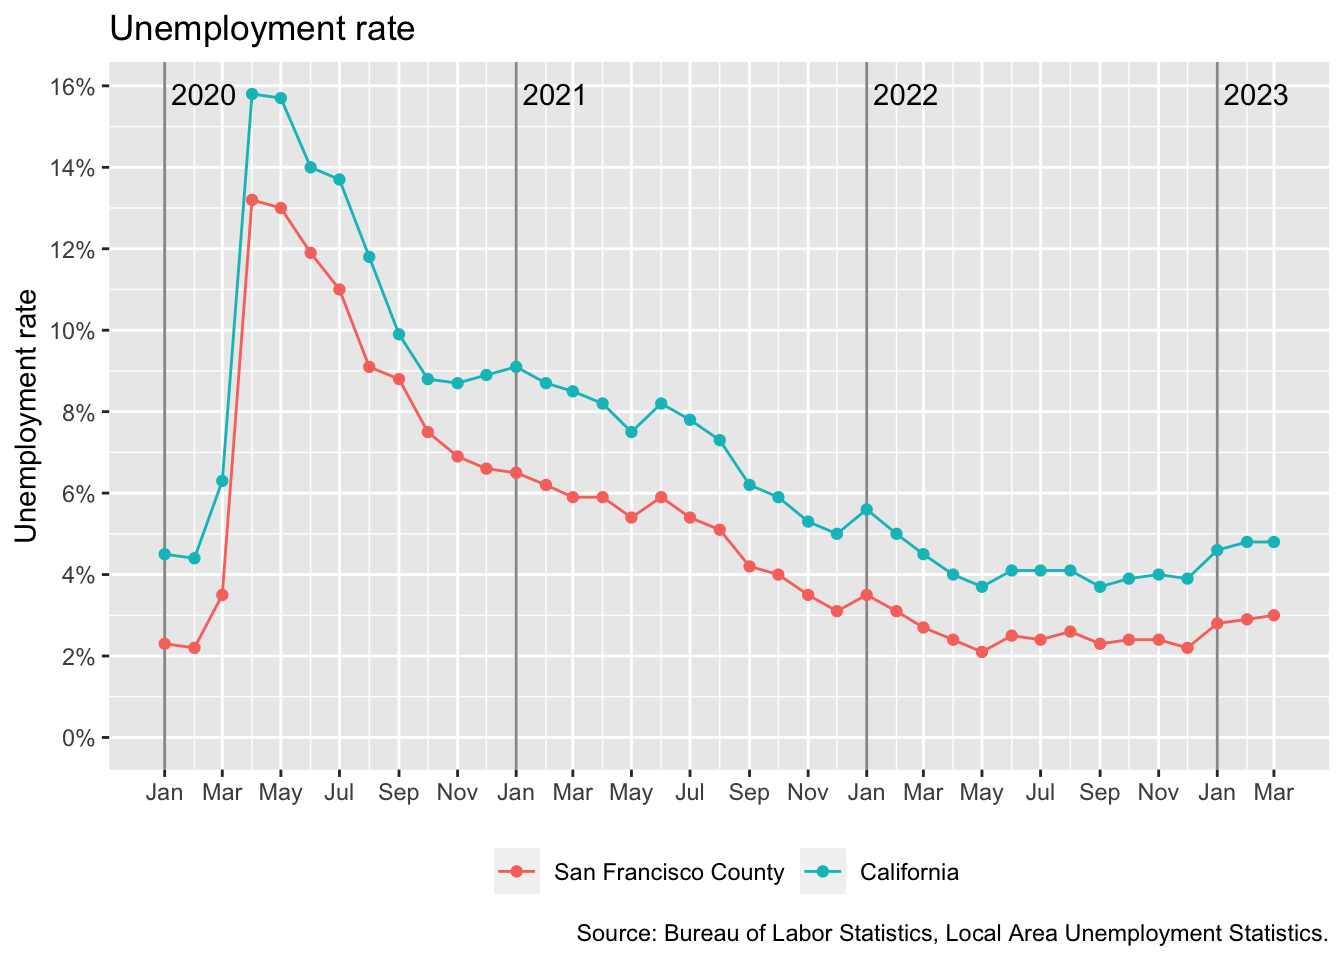 Unemployment rate
Unemployment rate
16%
14%
12%
10%
8%
6%
4%
2%
0%
2020 2021 2022 2023
Jan Mar May Jul Sep Nov Jan Mar May Jul Sep Nov Jan Mar May Jul Sep Nov Jan Mar
San Francisco County California
Source: Bureau of Labor Statistics, Local Area Unemployment Statistics.